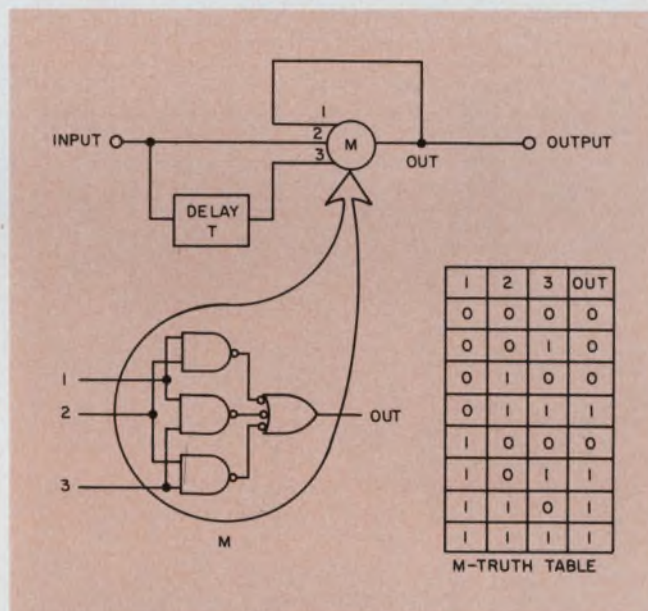 1
INPUT 2 M OUTPUT
3 OUT
DELAY
T
1
2 OUT
3
M
1 2 3 OUT
0 0 0 0
0 0 1 0
0 1 0 0
0 1 1 1
1 0 0 0
1 0 1 1
1 1 0 1
1 1 1 1
M-TRUTH TABLE